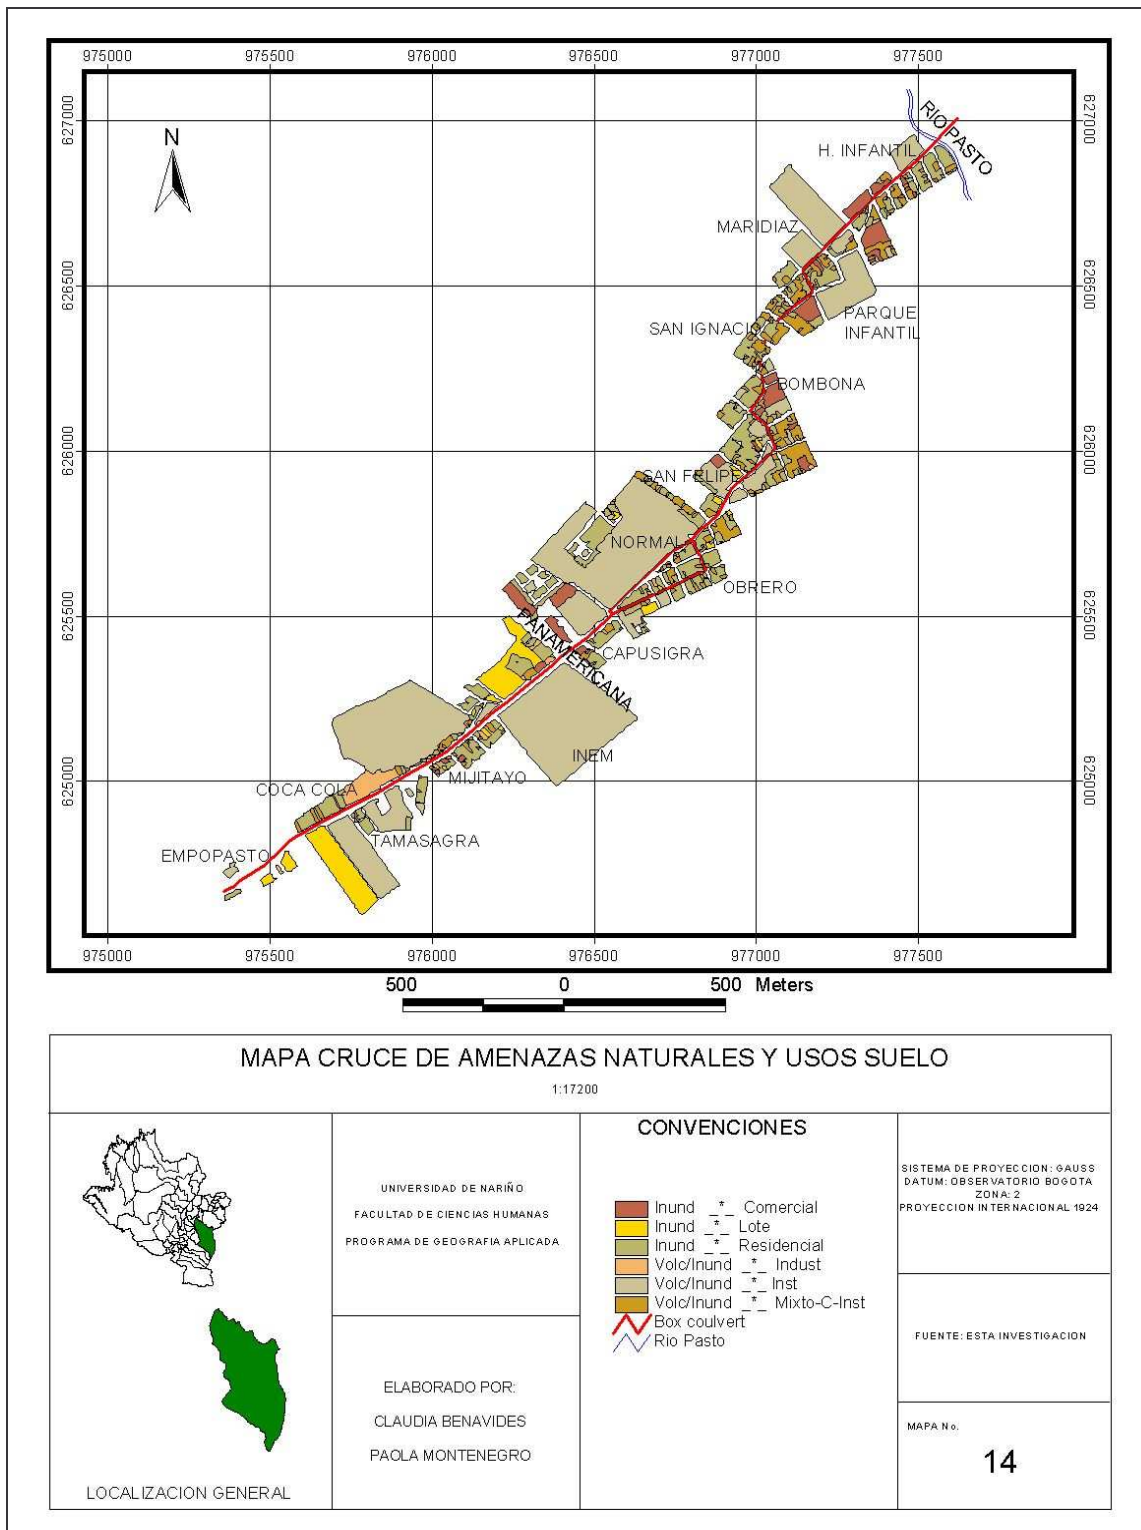 975000 975500 976000 976500 977000 977500
627000 627000
626500 626500
626000 626000
625500 625500
625000 625000
N
RIO PASTO
H. INFANTIL
MARIDIAZ
SAN IGNACIO
PARQUE
INFANTIL
BOMBONA
SAN FELIPE
NORMAL
OBRERO
PANAMERICANA
CAPUSIGRA
INEM
MIJITAYO
COCA COLA
TAMASAGRA
EMPOPASTO
975000 975500 976000 976500 977000 977500
500 0 500 Meters
MAPA CRUCE DE AMENAZAS NATURALES Y USOS SUELO
1:17200
LOCALIZACION GENERAL
UNIVERSIDAD DE NARIÑO
FACULTAD DE CIENCIAS HUMANAS
PROGRAMA DE GEOGRAFIA APLICADA
ELABORADO POR:
CLAUDIA BENAVIDES
PAOLA MONTENEGRO
CONVENCIONES
Inund _*_ Comercial
Inund _*_ Lote
Inund _*_ Residencial
Volc/Inund _*_ Indust
Volc/Inund _*_ Inst
Volc/Inund _*_ Mixto-C-Inst
Box coulvert
Rio Pasto
SISTEMA DE PROYECCION: GAUSS
DATUM: OBSERVATORIO BOGOTA
ZONA: 2
PROYECCION INTERNACIONAL 1924
FUENTE: ESTA INVESTIGACION
MAPA No.
14